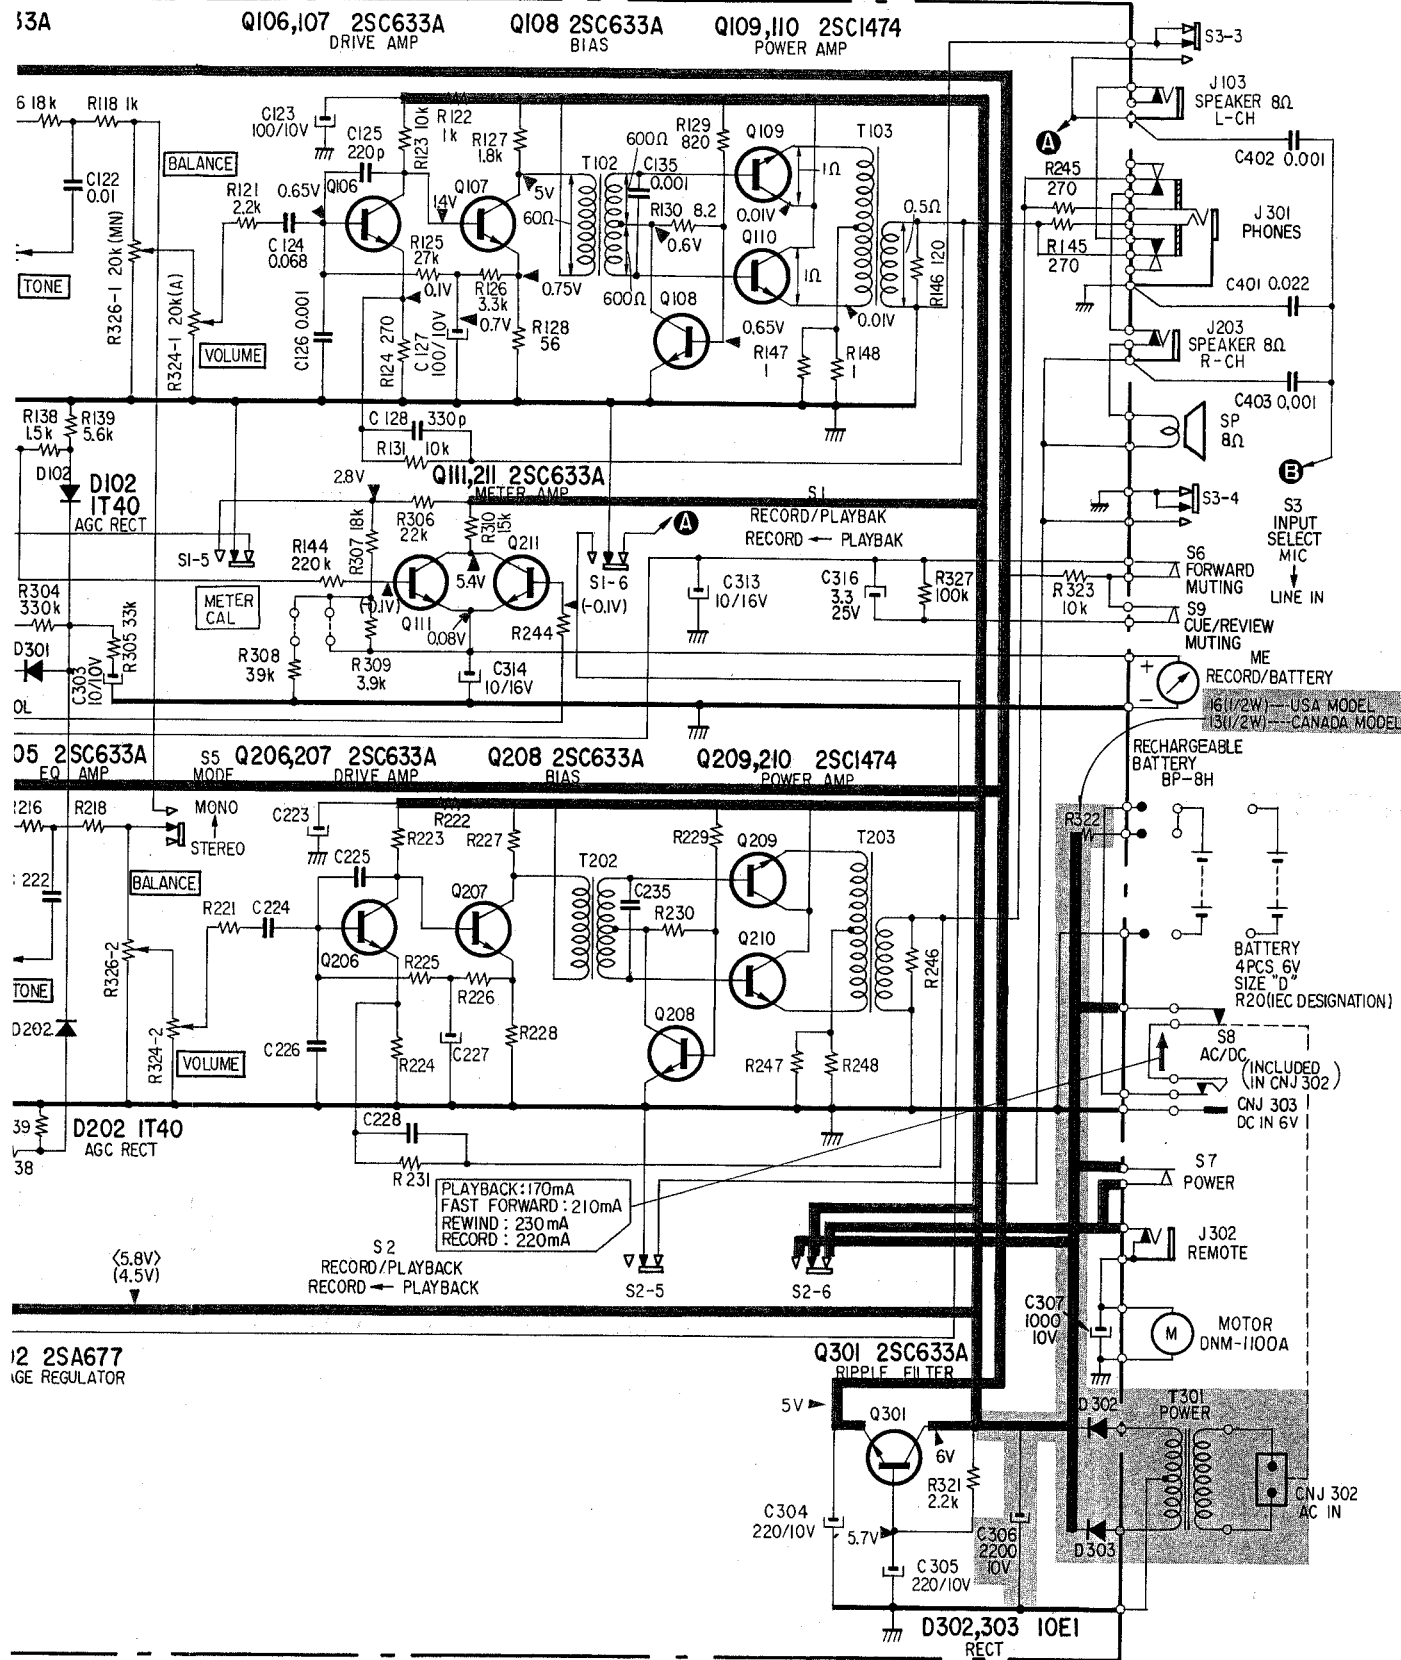 33A
Q106,107 2SC633A
DRIVE AMP
Q108 2SC633A
BIAS
Q109,110 2SC1474
POWER AMP
S3-3
J103
SPEAKER 8Ω
L-CH
A
C402 0.001
6 18k
R118 1k
C123
100/10V
C125
220p
R123 10k
R122
1k
R127
1.8k
T102
600Ω
C135
0.001
R129
820
Q109
T103
1Ω
R245
270
J301
PHONES
R145
270
C401 0.022
BALANCE
C122
0.01
R121
2.2k
0.65V
Q106
1.4V
Q107
5V
60Ω
R130 8.2
0.6V
0.01V
Q110
1Ω
0.5Ω
C124
0.068
R125
27k
0.1V
R126
3.3k
0.7V
0.75V
600Ω
Q108
0.01V
R146 120
TONE
R326-1 20k(MN)
R324-1 20k(A)
VOLUME
C126 0.001
R124 270
C127
100/10V
R128
56
0.65V
R147
1
R148
1
J203
SPEAKER 8Ω
R-CH
C403 0,001
SP
8Ω
B
R138
1.5k
R139
5.6k
C128 330p
R131 10k
D102
D102
1T40
AGC RECT
2.8V
Q111,211 2SC633A
METER AMP
S1
RECORD/PLAYBAK
RECORD ← PLAYBAK
A
S3-4
S3
INPUT
SELECT
MIC
↓
LINE IN
S1-5
R307 18k
R306
22k
R310
15k
R144
220k
Q211
5.4V
S1-6
(-0.1V)
C313
10/16V
C316
3.3
25V
R327
100k
R323
10k
S6
FORWARD
MUTING
S9
CUE/REVIEW
MUTING
R304
330k
METER
CAL
(-0.1V)
Q111
0.08V
R244
R305 33k
D301
C303
10/10V
R308
39k
R309
3.9k
C314
10/16V
ME
RECORD/BATTERY
+
−
OL
16(1/2W)---USA MODEL
13(1/2W)---CANADA MODEL
05 2SC633A
EQ AMP
S5
MODE
Q206,207 2SC633A
DRIVE AMP
Q208 2SC633A
BIAS
Q209,210 2SC1474
POWER AMP
RECHARGEABLE
BATTERY
BP-8H
R216
R218
MONO
↑
STEREO
C223
R223
R222
R227
R229
Q209
T203
R322
C225
T202
C222
BALANCE
Q207
C235
R221
C224
R230
Q210
R326-2
Q206
R225
R226
R246
BATTERY
4PCS 6V
SIZE "D"
R20(IEC DESIGNATION)
TONE
D202
R324-2
VOLUME
C226
R224
C227
R228
Q208
R247
R248
S8
AC/DC
(INCLUDED
IN CNJ 302)
CNJ 303
DC IN 6V
39
38
D202 1T40
AGC RECT
C228
R231
S7
POWER
PLAYBACK:170mA
FAST FORWARD:210mA
REWIND: 230mA
RECORD: 220mA
J302
REMOTE
<5.8V>
(4.5V)
S2
RECORD/PLAYBACK
RECORD ← PLAYBACK
S2-5
S2-6
C307
1000
10V
M
MOTOR
DNM-1100A
02 2SA677
AGE REGULATOR
Q301 2SC633A
RIPPLE FILTER
5V
Q301
6V
D302
T301
POWER
R321
2.2k
C304
220/10V
5.7V
C306
2200
10V
D303
CNJ 302
AC IN
C305
220/10V
D302,303 10E1
RECT